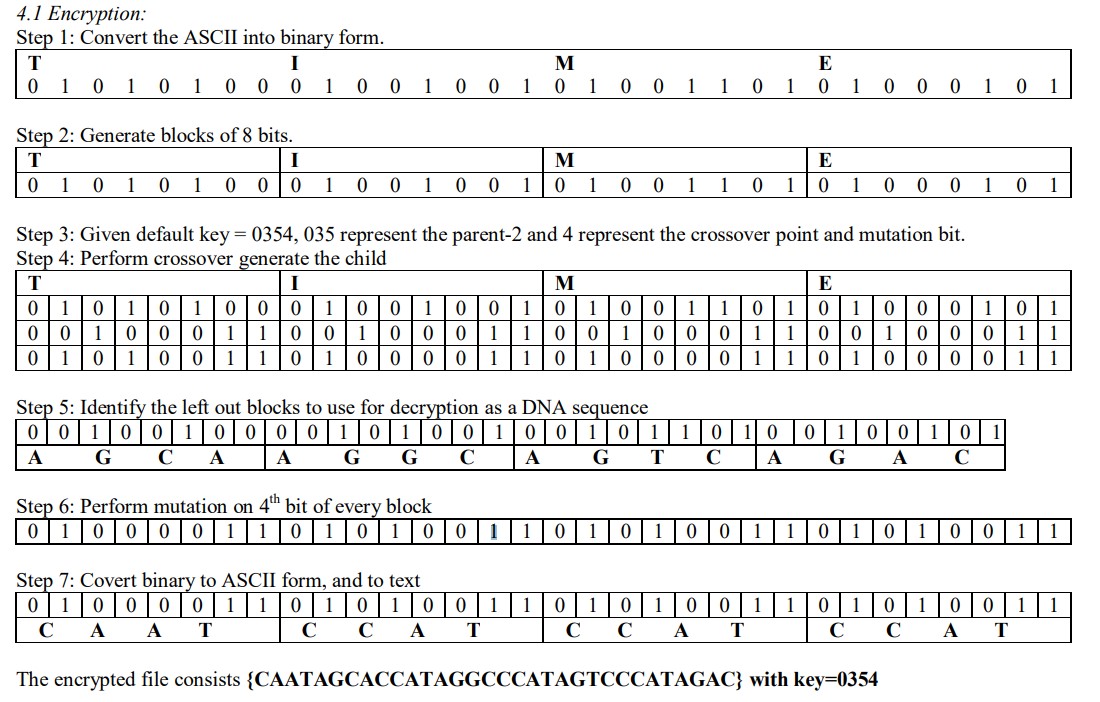 4.1 Encryption:
Step 1: Convert the ASCII into binary form.
T I M E
0 1 0 1 0 1 0 0 0 1 0 0 1 0 0 1 0 1 0 0 1 1 0 1 0 1 0 0 0 1 0 1
Step 2: Generate blocks of 8 bits.
T I M E
0 1 0 1 0 1 0 0 0 1 0 0 1 0 0 1 0 1 0 0 1 1 0 1 0 1 0 0 0 1 0 1
Step 3: Given default key = 0354, 035 represent the parent-2 and 4 represent the crossover point and mutation bit.
Step 4: Perform crossover generate the child
T I M E
0 1 0 1 0 1 0 0 0 1 0 0 1 0 0 1 0 1 0 0 1 1 0 1 0 1 0 0 0 1 0 1
0 0 1 0 0 0 1 1 0 0 1 0 0 0 1 1 0 0 1 0 0 0 1 1 0 0 1 0 0 0 1 1
0 1 0 1 0 0 1 1 0 1 0 0 0 0 1 1 0 1 0 0 0 0 1 1 0 1 0 0 0 0 1 1
Step 5: Identify the left out blocks to use for decryption as a DNA sequence
0 0 1 0 0 1 0 0 0 0 1 0 1 0 0 1 0 0 1 0 1 1 0 1 0 0 1 0 0 1 0 1
A G C A A G G C A G T C A G A C
Step 6: Perform mutation on 4th bit of every block
0 1 0 0 0 0 1 1 0 1 0 1 0 0 1 1 0 1 0 1 0 0 1 1 0 1 0 1 0 0 1 1
Step 7: Covert binary to ASCII form, and to text
0 1 0 0 0 0 1 1 0 1 0 1 0 0 1 1 0 1 0 1 0 0 1 1 0 1 0 1 0 0 1 1
C A A T C C A T C C A T C C A T
The encrypted file consists {CAATAGCACCATAGGCCCATAGTCCCATAGAC} with key=0354